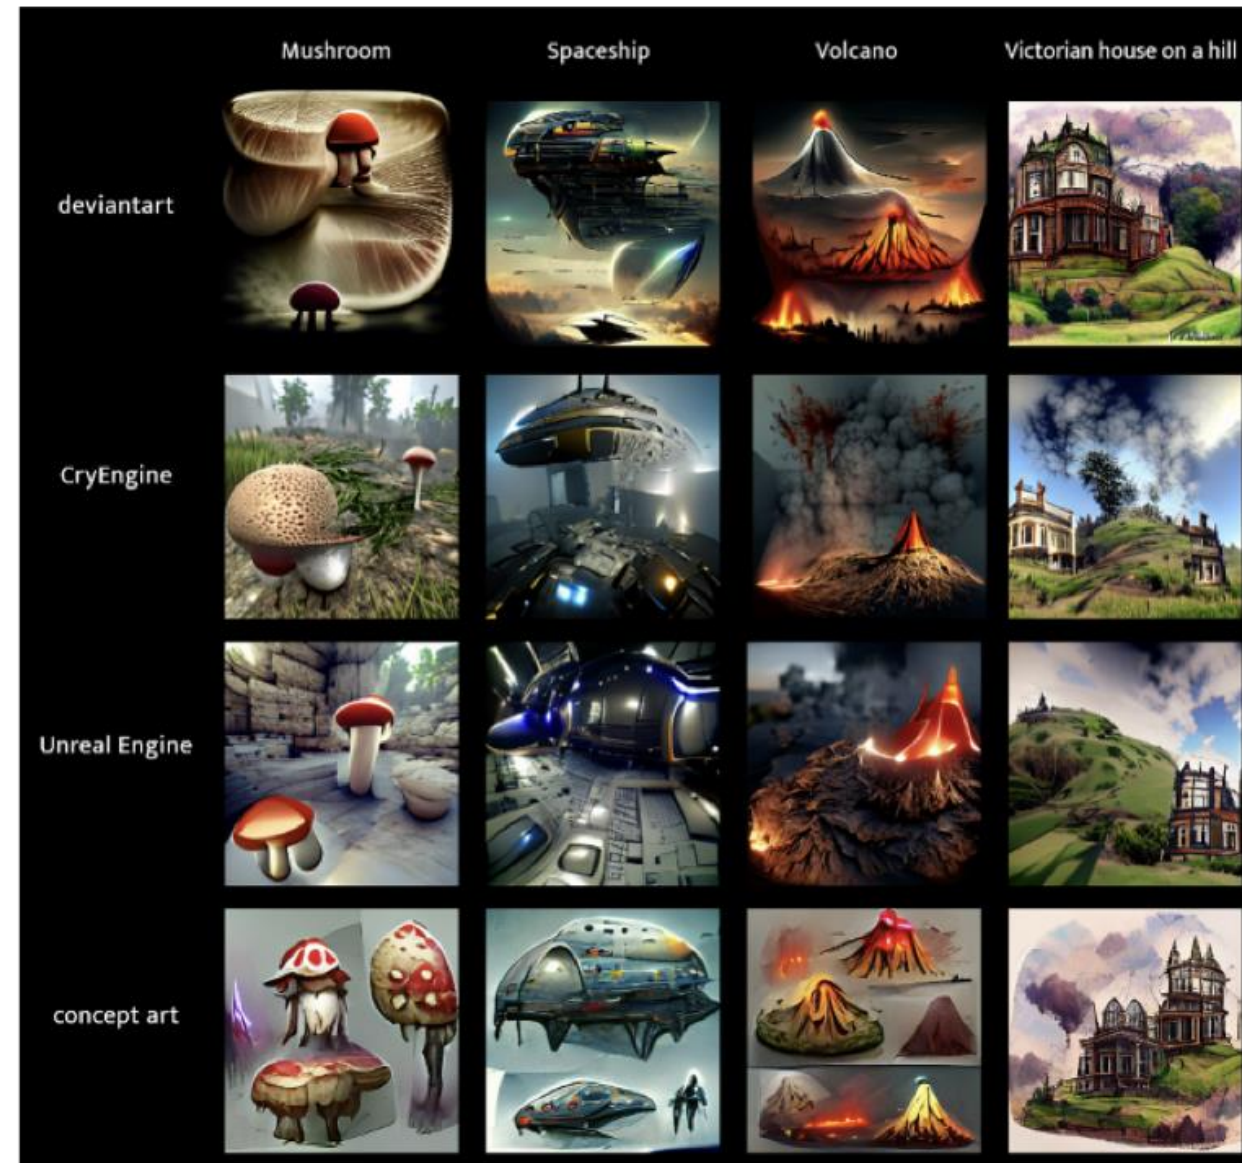 Mushroom Spaceship Volcano Victorian house on a hill
deviantart
CryEngine
Unreal Engine
concept art